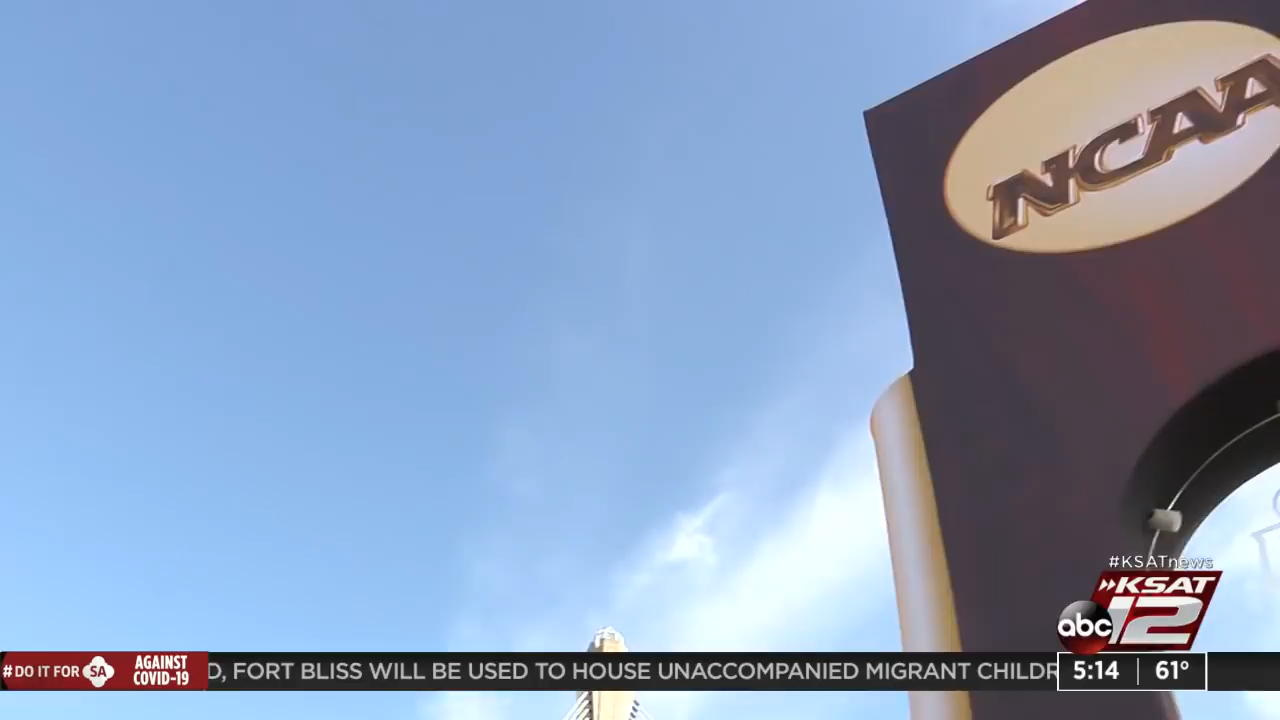 NCAA
#KSATnews
KSAT
abc 12
#DO IT FOR SA AGAINST COVID-19
D, FORT BLISS WILL BE USED TO HOUSE UNACCOMPANIED MIGRANT CHILDR
5:14 61°